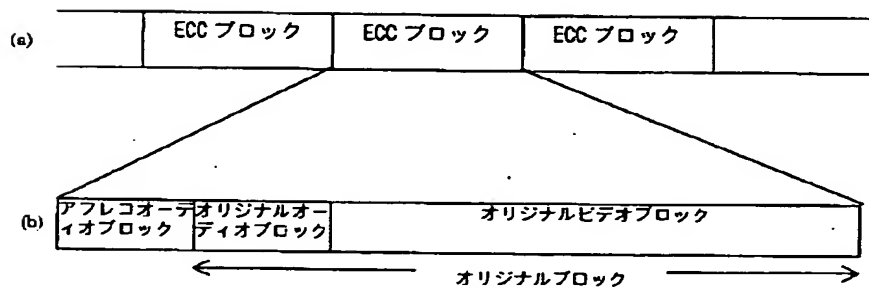 (a)
ECC ブロック
ECC ブロック
ECC ブロック
(b)
アフレコオーデ
ィオブロック
オリジナルオー
ディオブロック
オリジナルビデオブロック
オリジナルブロック